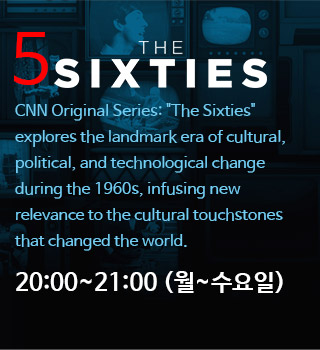 5
THE
SIXTIES
CNN Original Series: "The Sixties"
explores the landmark era of cultural,
political, and technological change
during the 1960s, infusing new
relevance to the cultural touchstones
that changed the world.
20:00~21:00 (월~수요일)